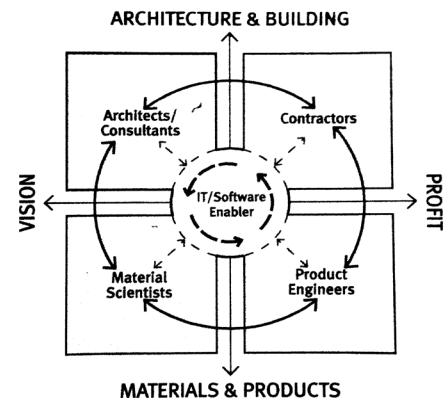 ARCHITECTURE & BUILDING
Architects/
Consultants
Contractors
VISION
IT/Software
Enabler
PROFIT
Material
Scientists
Product
Engineers
MATERIALS & PRODUCTS